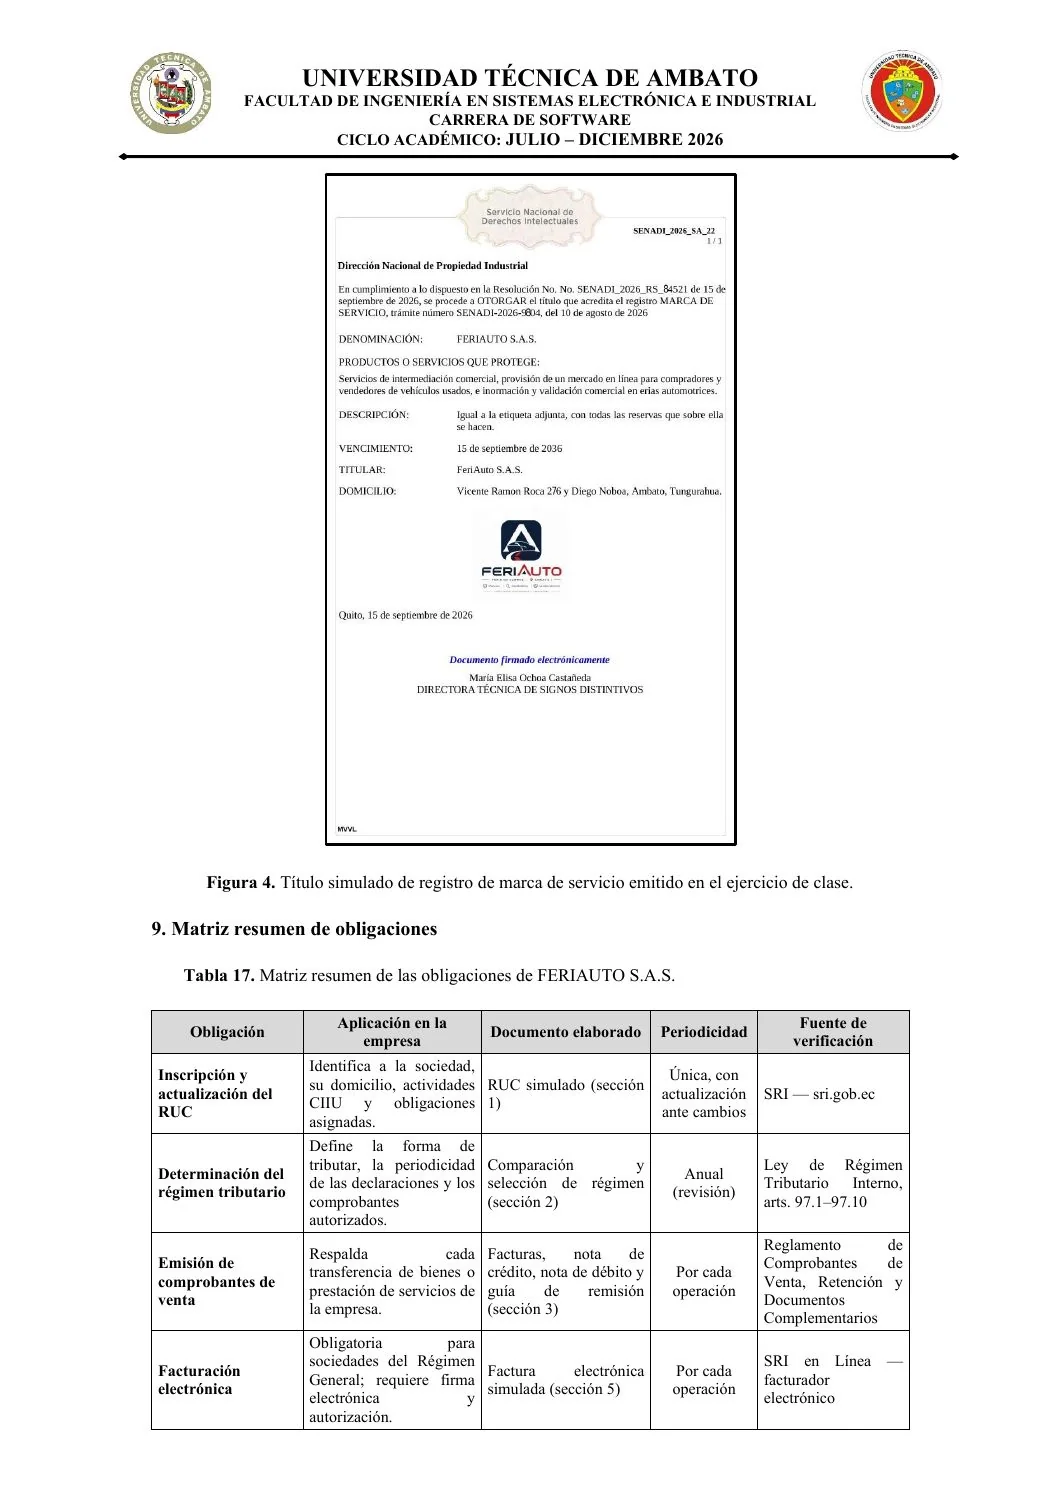 UNIVERSIDAD TÉCNICA DE AMBATO
FACULTAD DE INGENIERÍA EN SISTEMAS ELECTRÓNICA E INDUSTRIAL
CARRERA DE SOFTWARE
CICLO ACADÉMICO: JULIO – DICIEMBRE 2026
Servicio Nacional de
Derechos Intelectuales
SENADI_2026_SA_22
1 / 1
Dirección Nacional de Propiedad Industrial
En cumplimiento a lo dispuesto en la Resolución No. No. SENADI_2026_RS_84521 de 15 de
septiembre de 2026, se procede a OTORGAR el título que acredita el registro MARCA DE
SERVICIO, trámite número SENADI-2026-9804, del 10 de agosto de 2026
DENOMINACIÓN: FERIAUTO S.A.S.
PRODUCTOS O SERVICIOS QUE PROTEGE:
Servicios de intermediación comercial, provisión de un mercado en línea para compradores y
vendedores de vehículos usados, e inormación y validación comercial en erias automotrices.
DESCRIPCIÓN: Igual a la etiqueta adjunta, con todas las reservas que sobre ella
se hacen.
VENCIMIENTO: 15 de septiembre de 2036
TITULAR: FeriAuto S.A.S.
DOMICILIO: Vicente Ramon Roca 276 y Diego Noboa, Ambato, Tungurahua.
FERIAUTO
Quito, 15 de septiembre de 2026
Documento firmado electrónicamente
María Elisa Ochoa Castañeda
DIRECTORA TÉCNICA DE SIGNOS DISTINTIVOS
MVVL
Figura 4. Título simulado de registro de marca de servicio emitido en el ejercicio de clase.
9. Matriz resumen de obligaciones
Tabla 17. Matriz resumen de las obligaciones de FERIAUTO S.A.S.
Obligación
Aplicación en la
empresa
Documento elaborado
Periodicidad
Fuente de
verificación
Inscripción y
actualización del
RUC
Identifica a la sociedad,
su domicilio, actividades
CIIU y obligaciones
asignadas.
RUC simulado (sección
1)
Única, con
actualización
ante cambios
SRI — sri.gob.ec
Determinación del
régimen tributario
Define la forma de
tributar, la periodicidad
de las declaraciones y los
comprobantes
autorizados.
Comparación y
selección de régimen
(sección 2)
Anual
(revisión)
Ley de Régimen
Tributario Interno,
arts. 97.1–97.10
Emisión de
comprobantes de
venta
Respalda cada
transferencia de bienes o
prestación de servicios de
la empresa.
Facturas, nota de
crédito, nota de débito y
guía de remisión
(sección 3)
Por cada
operación
Reglamento de
Comprobantes de
Venta, Retención y
Documentos
Complementarios
Facturación
electrónica
Obligatoria para
sociedades del Régimen
General; requiere firma
electrónica y
autorización.
Factura electrónica
simulada (sección 5)
Por cada
operación
SRI en Línea —
facturador
electrónico